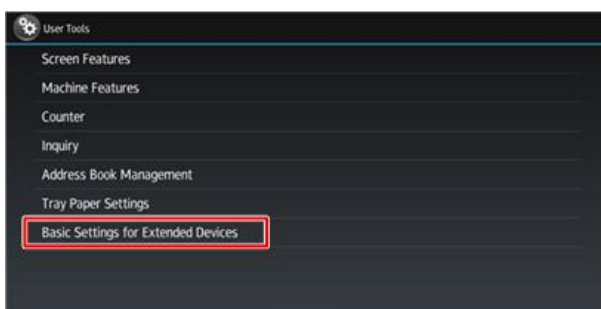 User Tools
Screen Features
Machine Features
Counter
Inquiry
Address Book Management
Tray Paper Settings
Basic Settings for Extended Devices